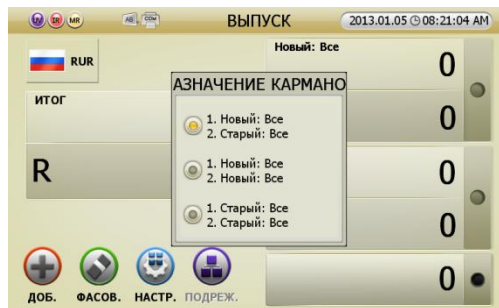 UV IR MR AB COM ВЫПУСК 2013.01.05 08:21:04 AM
RUR
Новый: Все
0
ИТОГ
0
АЗНАЧЕНИЕ КАРМАНО
1. Новый: Все
2. Старый: Все
1. Новый: Все
2. Новый: Все
1. Старый: Все
2. Старый: Все
R
0
0
ДОБ. ФАСОВ. НАСТР. ПОДРЕЖ.
0